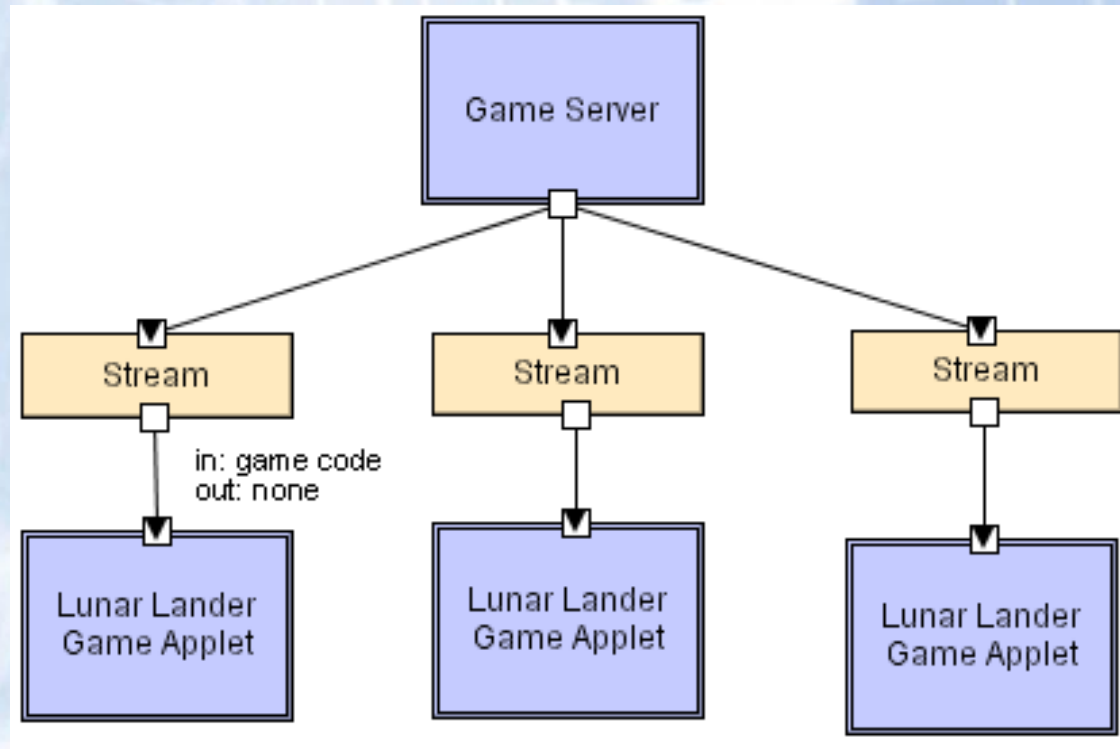 Game Server
Stream
Stream
Stream
in: game code
out: none
Lunar Lander
Game Applet
Lunar Lander
Game Applet
Lunar Lander
Game Applet